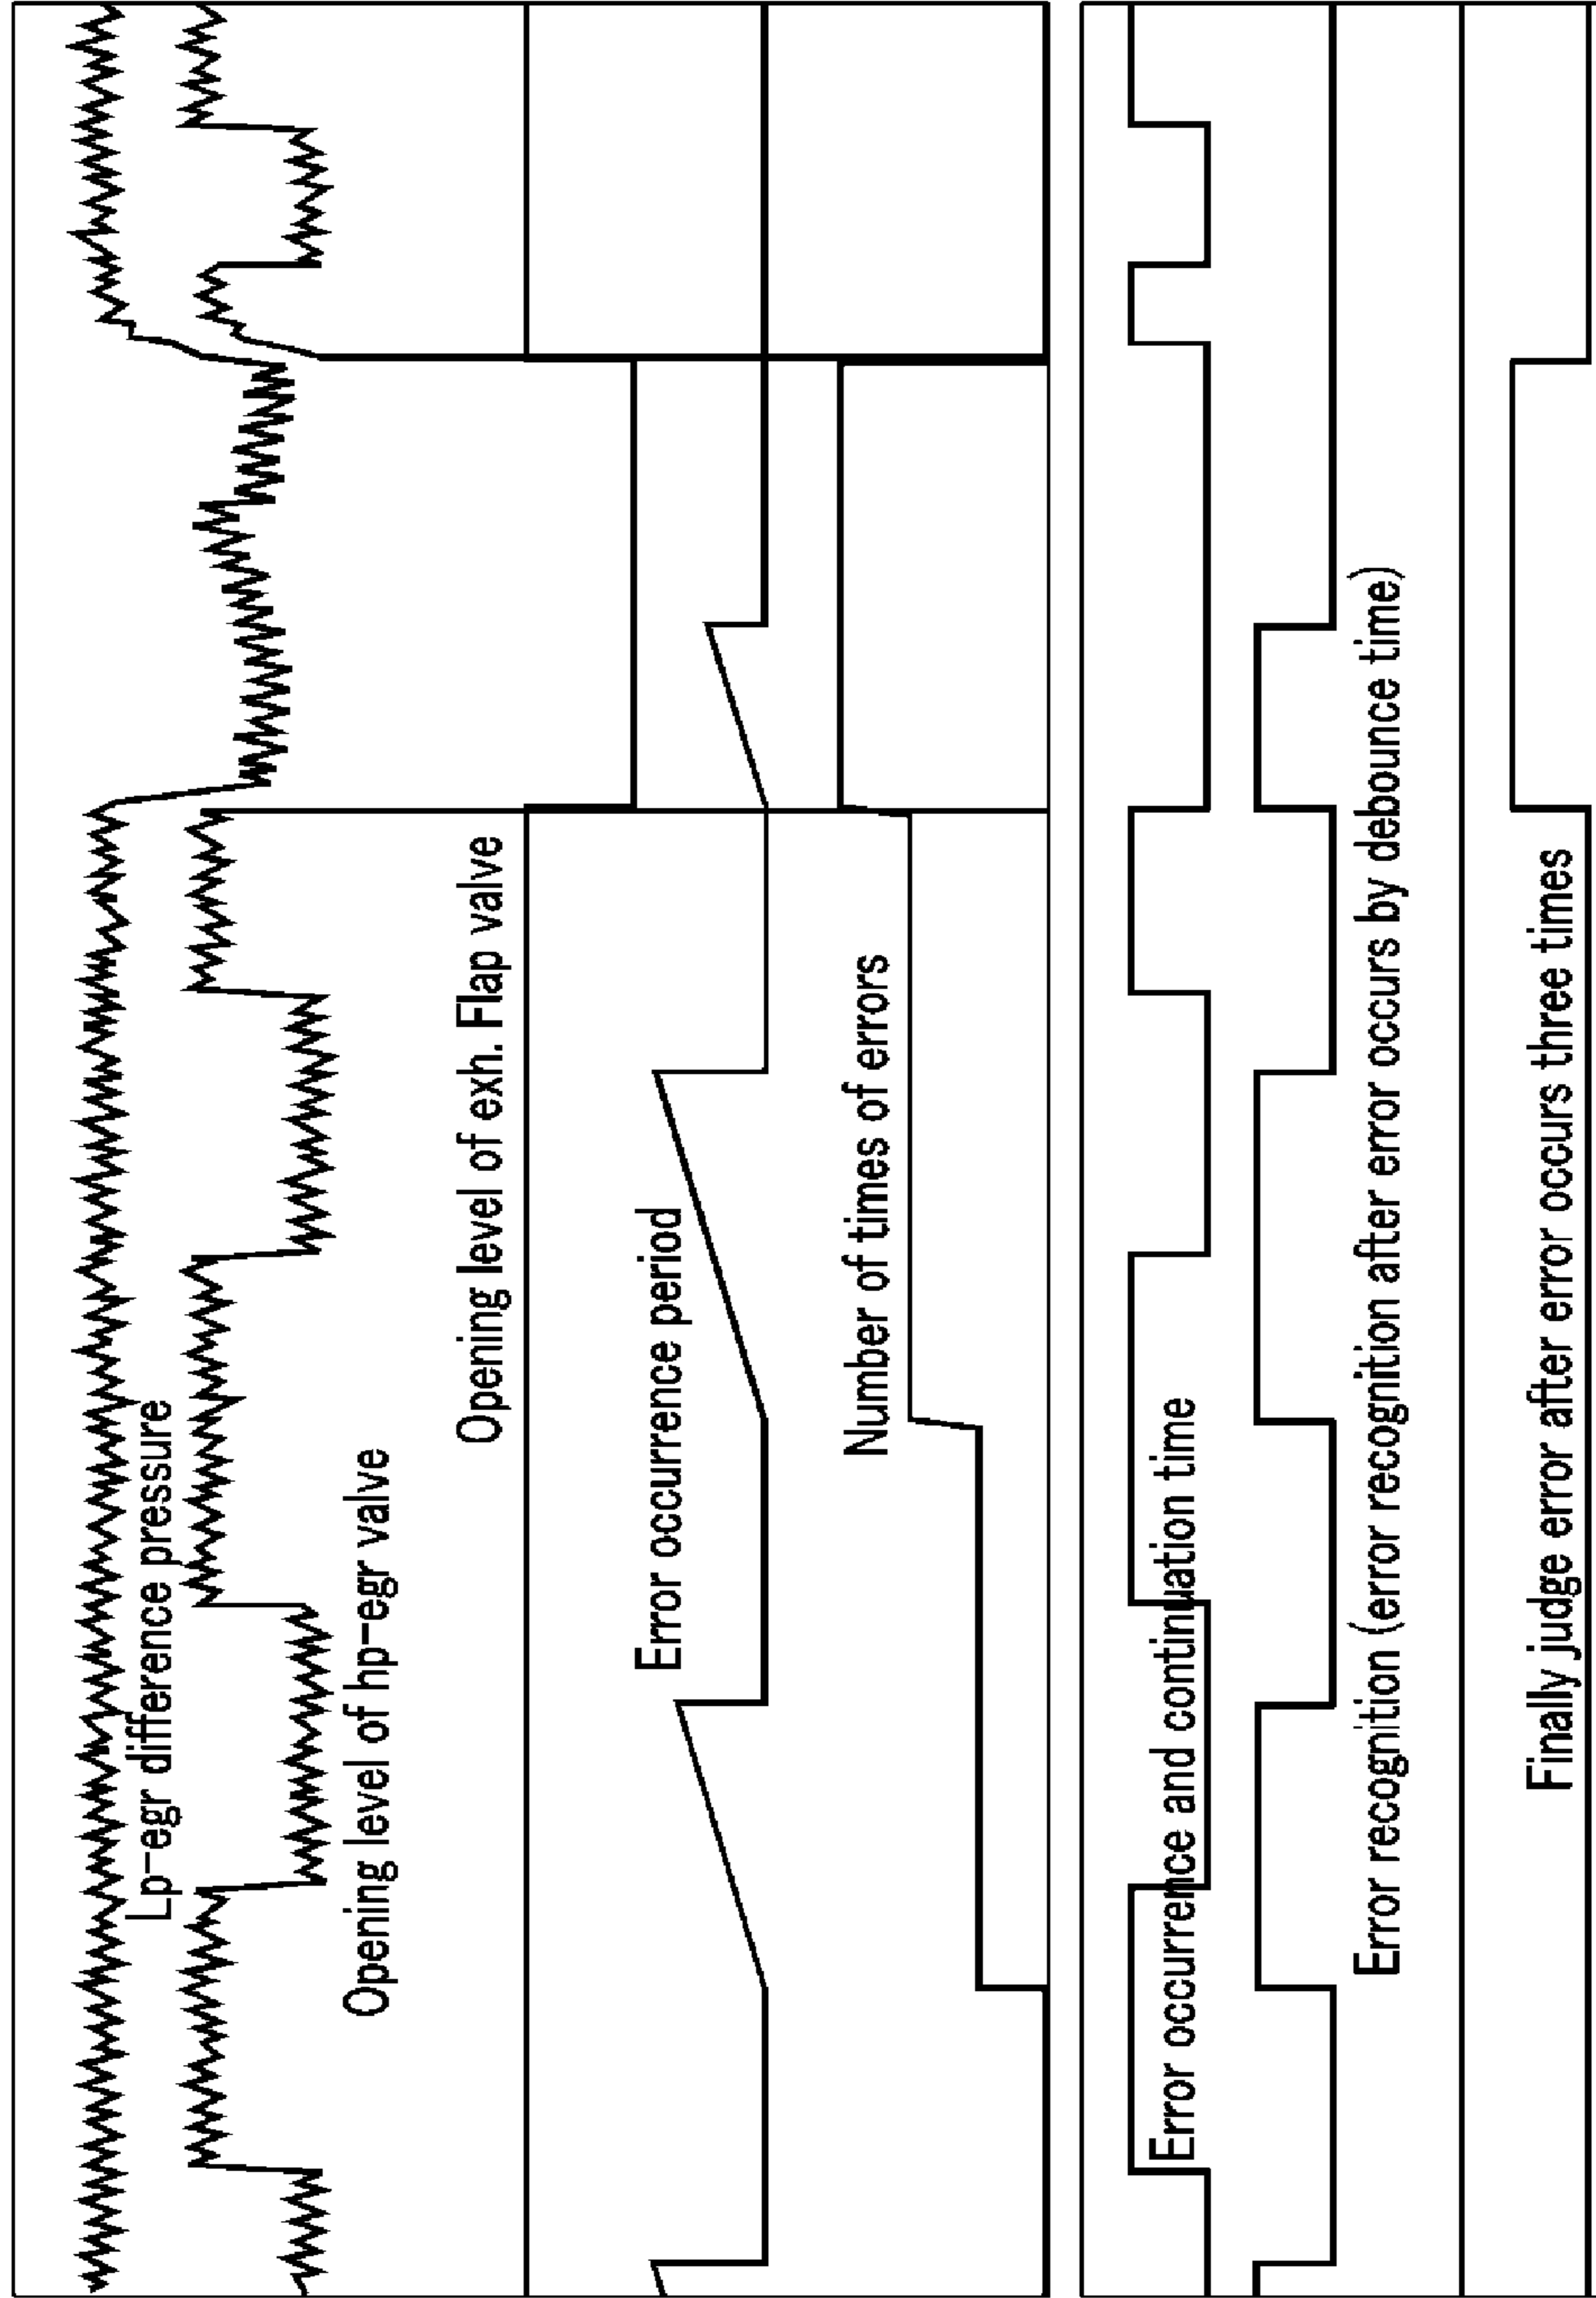 Lp-egr difference pressure
Opening level of hp-egr valve
Opening level of exh. Flap valve
Error occurrence period
Number of times of errors
Error occurrence and continuation time
Error recognition (error recognition after error occurs by debounce time)
Finally judge error after error occurs three times